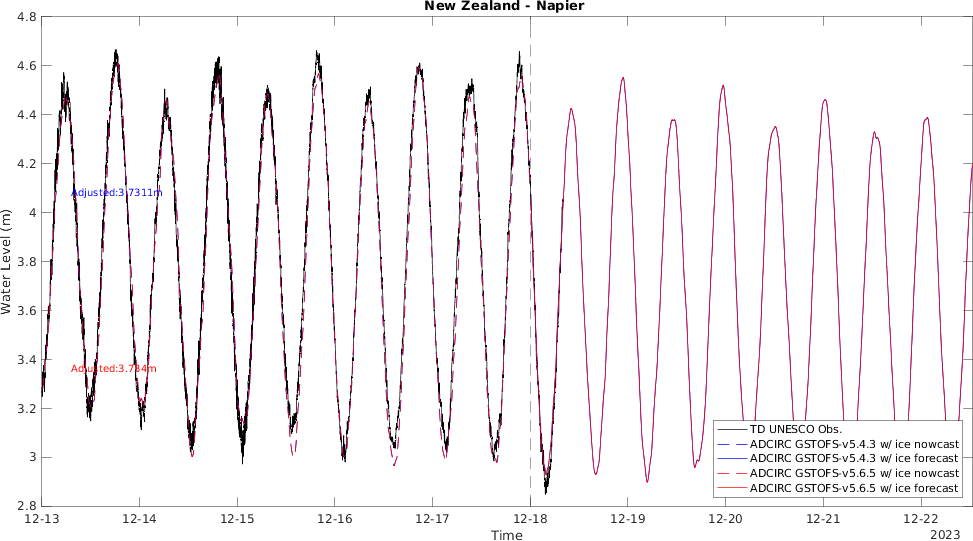 New Zealand - Napier
4.8
4.6
4.4
4.2
4
3.8
3.6
3.4
3.2
3
2.8
Water Level (m)
Adjusted:3.7311m
Adjusted:3.734m
TD UNESCO Obs.
ADCIRC GSTOFS-v5.4.3 w/ ice nowcast
ADCIRC GSTOFS-v5.4.3 w/ ice forecast
ADCIRC GSTOFS-v5.6.5 w/ ice nowcast
ADCIRC GSTOFS-v5.6.5 w/ ice forecast
12-13 12-14 12-15 12-16 12-17 12-18 12-19 12-20 12-21 12-22
Time
2023